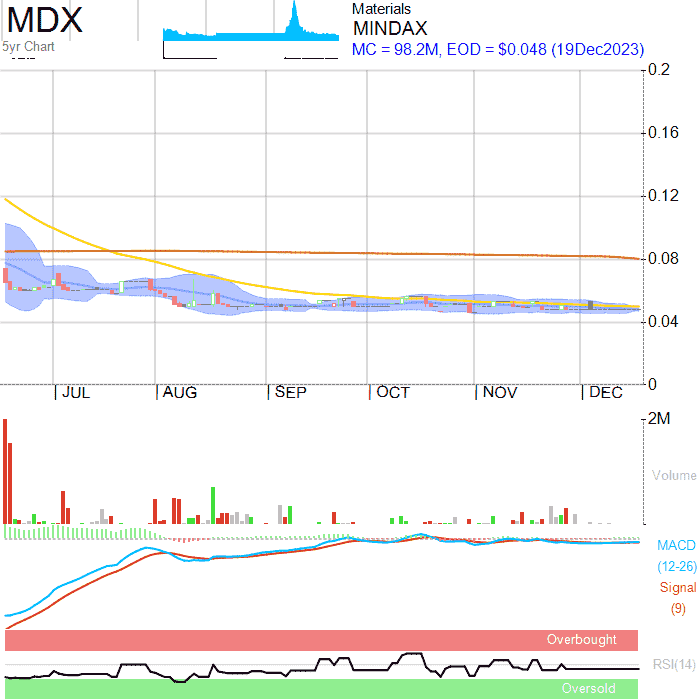 MDX
5yr Chart
Materials
MINDAX
MC = 98.2M, EOD = $0.048 (19Dec2023)
0.2
0.16
0.12
0.08
0.04
0
JUL AUG SEP OCT NOV DEC
2M
Volume
MACD
(12-26)
Signal
(9)
Overbought
RSI(14)
Oversold